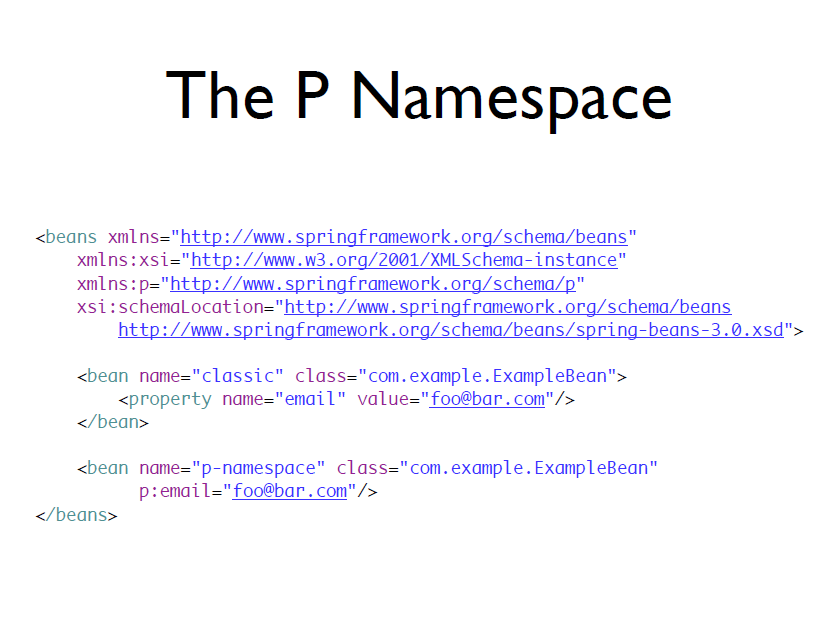 The P Namespace
<beans xmlns="http://www.springframework.org/schema/beans"
    xmlns:xsi="http://www.w3.org/2001/XMLSchema-instance"
    xmlns:p="http://www.springframework.org/schema/p"
    xsi:schemaLocation="http://www.springframework.org/schema/beans
        http://www.springframework.org/schema/beans/spring-beans-3.0.xsd">
    <bean name="classic" class="com.example.ExampleBean">
        <property name="email" value="foo@bar.com"/>
    </bean>
    <bean name="p-namespace" class="com.example.ExampleBean"
          p:email="foo@bar.com"/>
</beans>